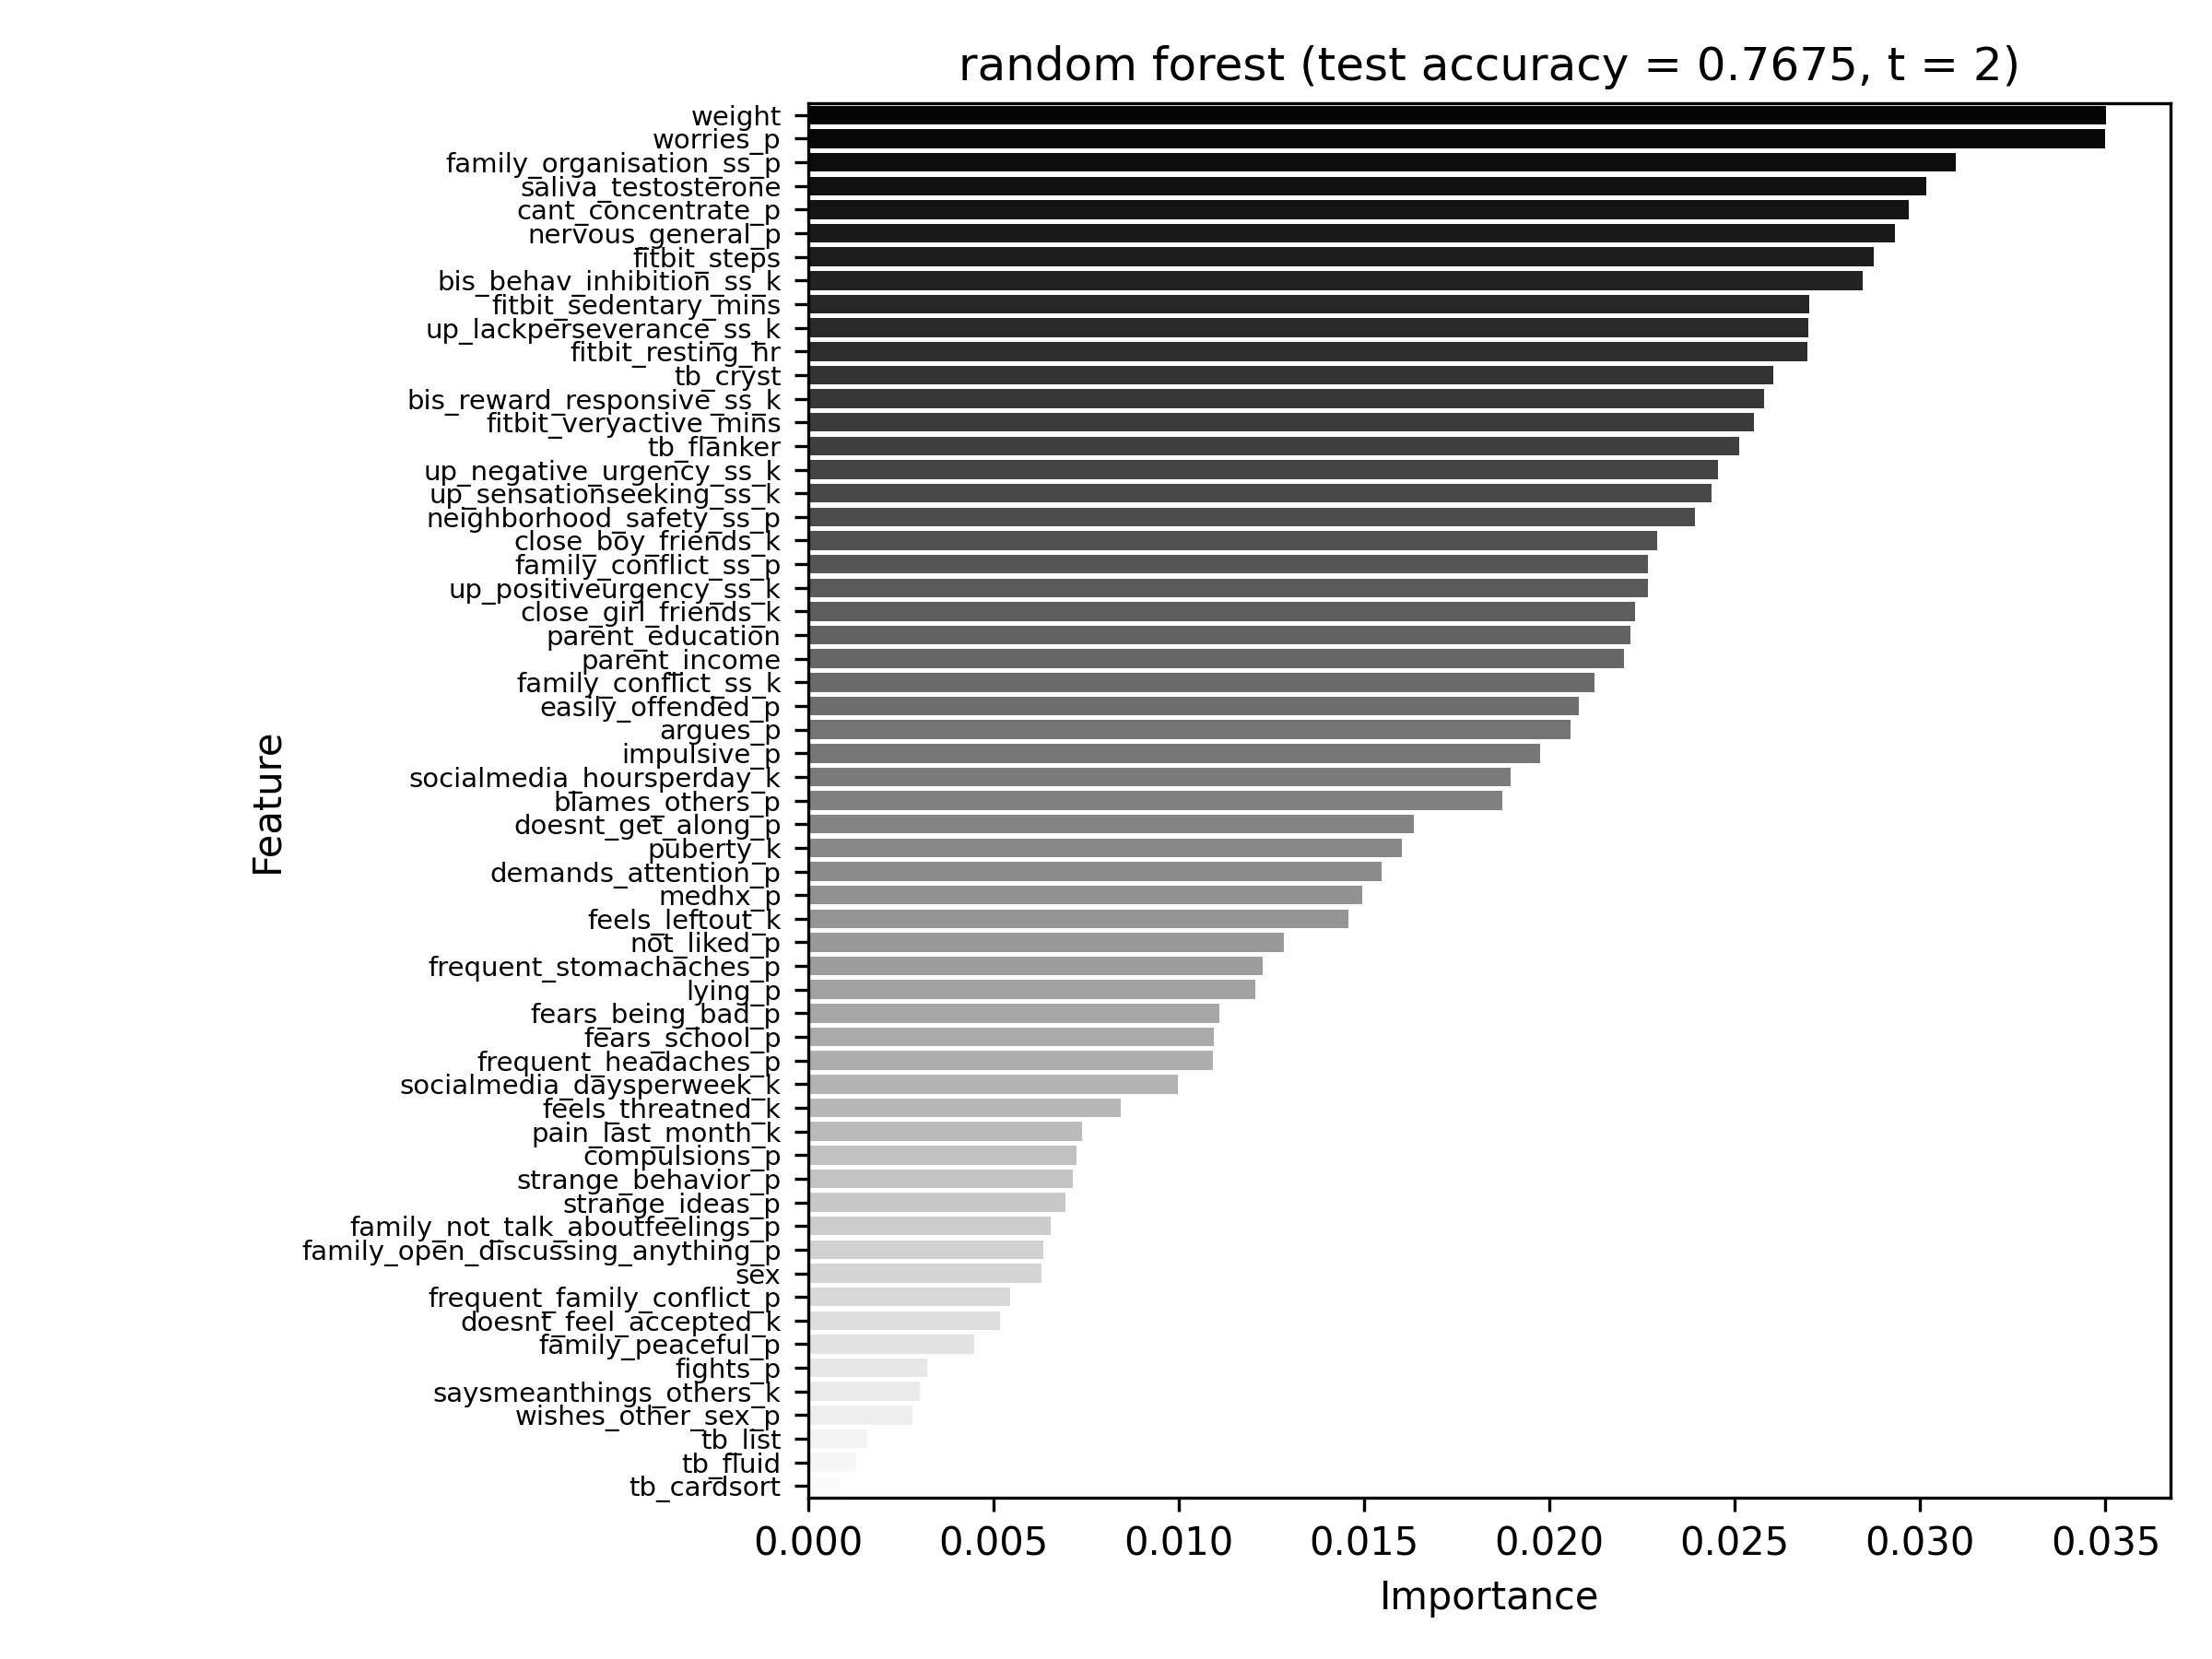 random forest (test accuracy = 0.7675, t = 2)
weight
worries_p
family_organisation_ss_p
saliva_testosterone
cant_concentrate_p
nervous_general_p
fitbit_steps
bis_behav_inhibition_ss_k
fitbit_sedentary_mins
up_lackperseverance_ss_k
fitbit_resting_hr
tb_cryst
bis_reward_responsive_ss_k
fitbit_veryactive_mins
tb_flanker
up_negative_urgency_ss_k
up_sensationseeking_ss_k
neighborhood_safety_ss_p
close_boy_friends_k
family_conflict_ss_p
up_positiveurgency_ss_k
close_girl_friends_k
parent_education
parent_income
family_conflict_ss_k
easily_offended_p
argues_p
impulsive_p
socialmedia_hoursperday_k
blames_others_p
doesnt_get_along_p
puberty_k
demands_attention_p
medhx_p
feels_leftout_k
not_liked_p
frequent_stomachaches_p
lying_p
fears_being_bad_p
fears_school_p
frequent_headaches_p
socialmedia_daysperweek_k
feels_threatned_k
pain_last_month_k
compulsions_p
strange_behavior_p
strange_ideas_p
family_not_talk_aboutfeelings_p
family_open_discussing_anything_p
sex
frequent_family_conflict_p
doesnt_feel_accepted_k
family_peaceful_p
fights_p
saysmeanthings_others_k
wishes_other_sex_p
tb_list
tb_fluid
tb_cardsort
Feature
0.000 0.005 0.010 0.015 0.020 0.025 0.030 0.035
Importance